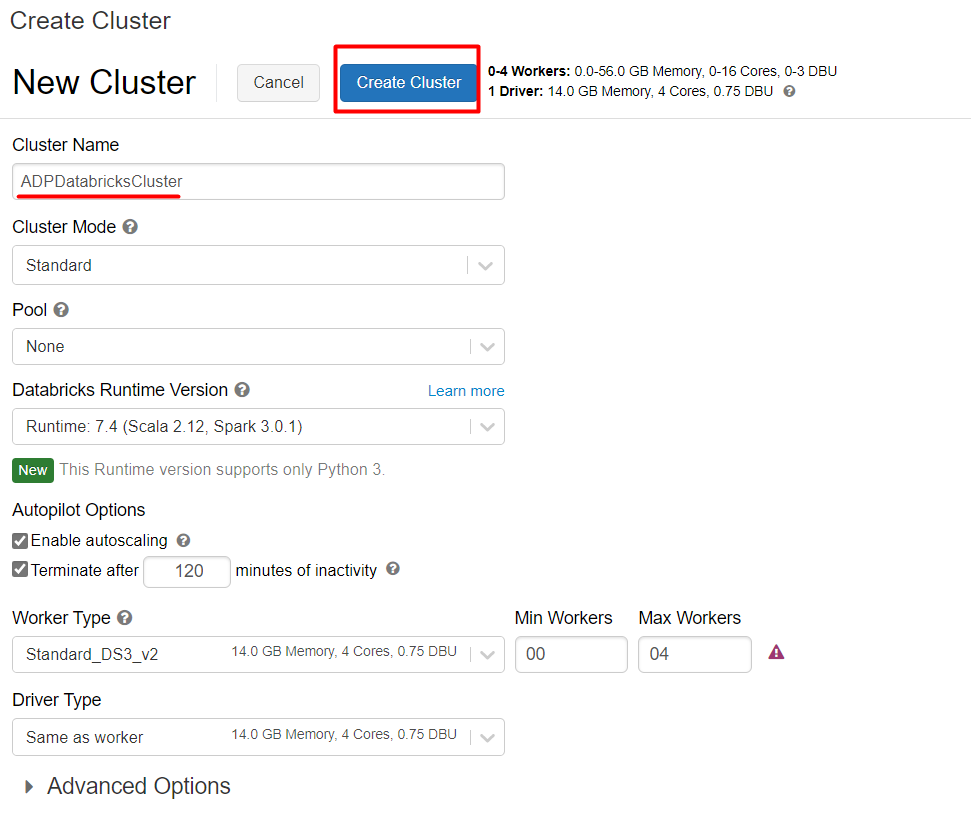 Create Cluster
New Cluster
Cancel
Create Cluster
0-4 Workers: 0.0-56.0 GB Memory, 0-16 Cores, 0-3 DBU
1 Driver: 14.0 GB Memory, 4 Cores, 0.75 DBU ?
Cluster Name
ADPDatabricksCluster
Cluster Mode ?
Standard
Pool ?
None
Databricks Runtime Version ? Learn more
Runtime: 7.4 (Scala 2.12, Spark 3.0.1)
New This Runtime version supports only Python 3.
Autopilot Options
Enable autoscaling ?
Terminate after 120 minutes of inactivity ?
Worker Type ? Min Workers Max Workers
Standard_DS3_v2 14.0 GB Memory, 4 Cores, 0.75 DBU 00 04
Driver Type
Same as worker 14.0 GB Memory, 4 Cores, 0.75 DBU
Advanced Options